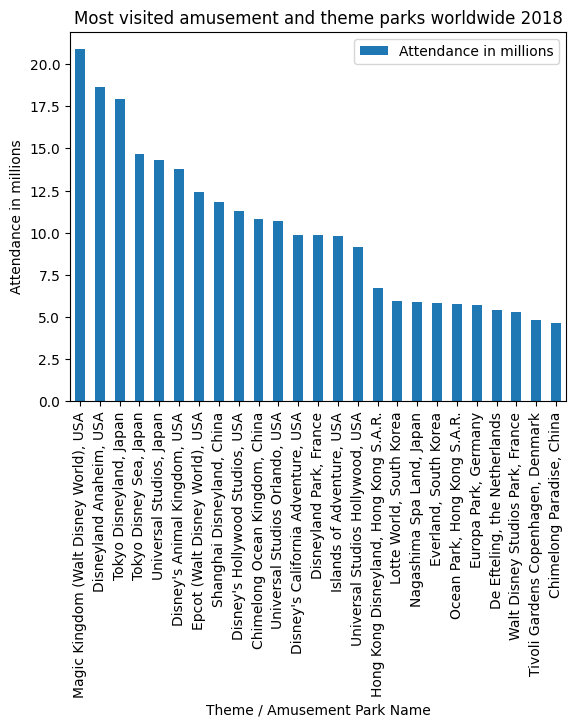 Most visited amusement and theme parks worldwide 2018
Attendance in millions
Attendance in millions
20.0
17.5
15.0
12.5
10.0
7.5
5.0
2.5
0.0
Magic Kingdom (Walt Disney World), USA
Disneyland Anaheim, USA
Tokyo Disneyland, Japan
Tokyo Disney Sea, Japan
Universal Studios, Japan
Disney's Animal Kingdom, USA
Epcot (Walt Disney World), USA
Shanghai Disneyland, China
Disney's Hollywood Studios, USA
Chimelong Ocean Kingdom, China
Universal Studios Orlando, USA
Disney's California Adventure, USA
Disneyland Park, France
Islands of Adventure, USA
Universal Studios Hollywood, USA
Hong Kong Disneyland, Hong Kong S.A.R.
Lotte World, South Korea
Nagashima Spa Land, Japan
Everland, South Korea
Ocean Park, Hong Kong S.A.R.
Europa Park, Germany
De Efteling, the Netherlands
Walt Disney Studios Park, France
Tivoli Gardens Copenhagen, Denmark
Chimelong Paradise, China
Theme / Amusement Park Name